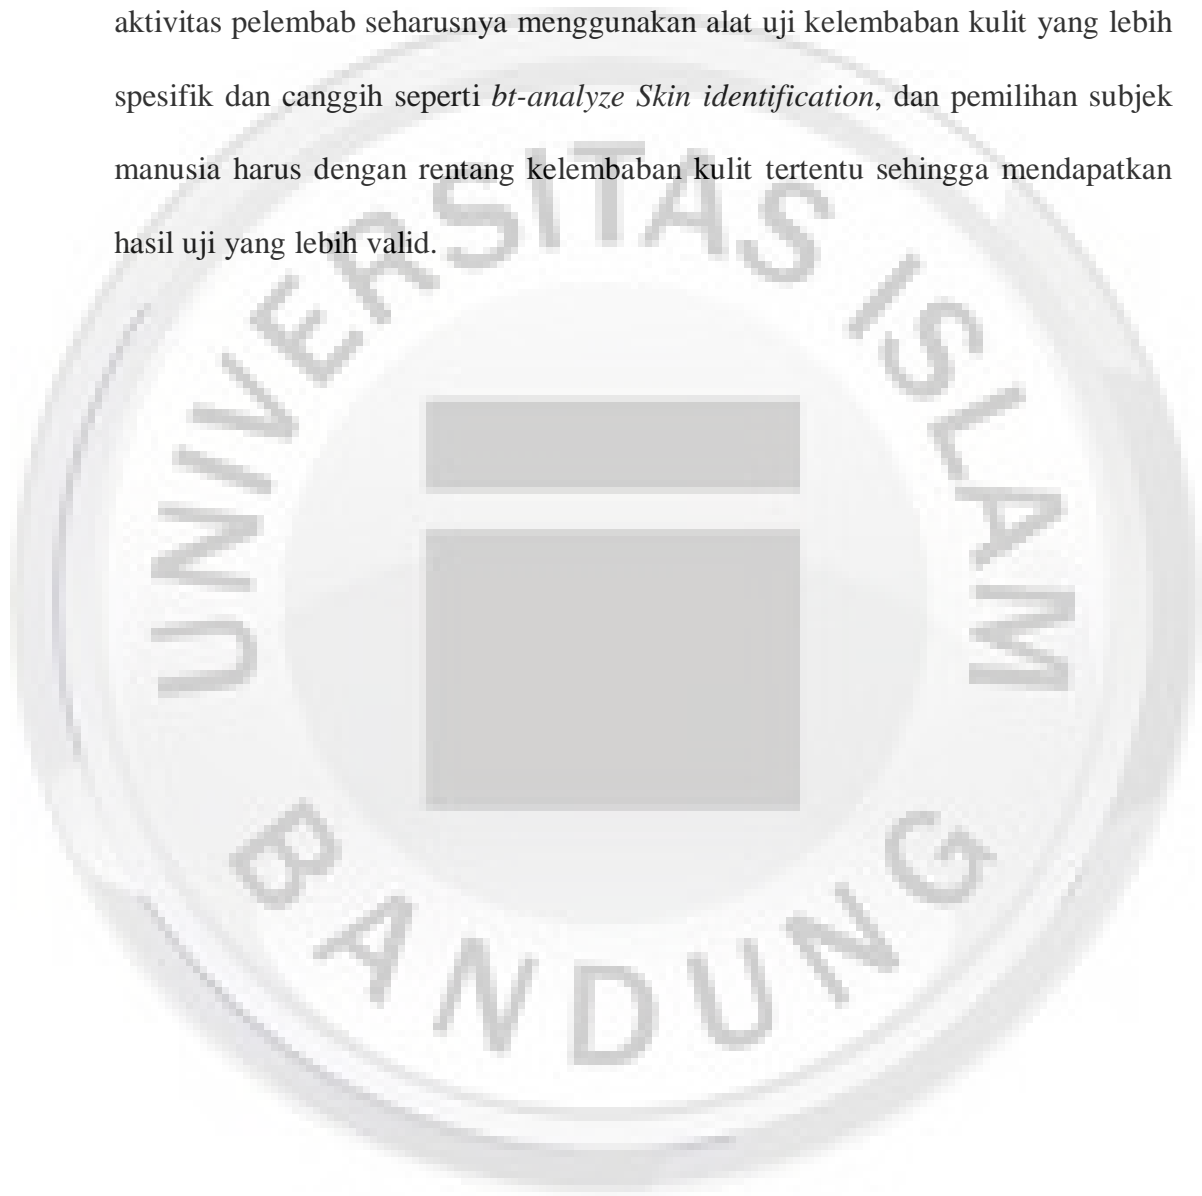 aktivitas pelembab seharusnya menggunakan alat uji kelembaban kulit yang lebih
spesifik dan canggih seperti bt-analyze Skin identification, dan pemilihan subjek
manusia harus dengan rentang kelembaban kulit tertentu sehingga mendapatkan
hasil uji yang lebih valid.
UNIVERSITAS ISLAM
BANDUNG